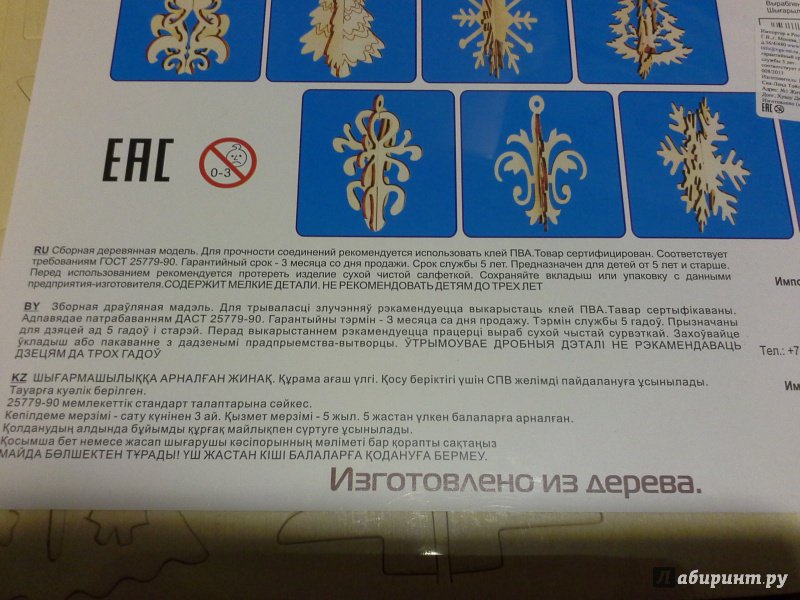 Вырабле
Шығарыл
EAC
0-3
RU Сборная деревянная модель. Для прочности соединений рекомендуется использовать клей ПВА.Товар сертифицирован. Соответствует
требованиям ГОСТ 25779-90. Гарантийный срок - 3 месяца со дня продажи. Срок службы 5 лет. Предназначен для детей от 5 лет и старше.
Перед использованием рекомендуется протереть изделие сухой чистой салфеткой. Сохраняйте вкладыш или упаковку с данными
предприятия-изготовителя.СОДЕРЖИТ МЕЛКИЕ ДЕТАЛИ. НЕ РЕКОМЕНДОВАТЬ ДЕТЯМ ДО ТРЕХ ЛЕТ
BY Зборная драўляная мадэль. Для трываласці злучэнняў рэкамендуецца выкарыстаць клей ПВА.Тавар сертыфікаваны.
Адпавядае патрабаванням ДАСТ 25779-90. Гарантыйны тэрмін - 3 месяца са дня продажу. Тэрмін службы 5 гадоў. Прызначаны
для дзяцей ад 5 гадоў і старэй. Перад выкарыстаннем рэкамендуецца працерці выраб сухой чыстай сурвэткай. Захоўвайце
ўкладыш або пакаванне з дадзенымі прадпрыемства-вытворцы. ЎТРЫМОУВАЕ ДРОБНЫЯ ДЭТАЛІ НЕ РЭКАМЕНДАВАЦЬ
ДЗЕЦЯМ ДА ТРОХ ГАДОЎ
KZ ШЫҒАРМАШЫЛЫҚҚА АРНАЛҒАН ЖИНАҚ. Құрама ағаш үлгі. Қосу беріктігі үшін СПВ желімді пайдалануға ұсынылады.
Тауарға куәлік берілген.
25779-90 мемлекеттік стандарт талаптарына сәйкес.
Кепілдеме мерзімі - сату күнінен 3 ай. Қызмет мерзімі - 5 жыл. 5 жастан үлкен балаларға арналған.
Қолданудың алдында бұйымды құрғақ майлықпен сүртуге ұсынылады.
Қосымша бет немесе жасап шығарушы кәсіпорынның мәліметі бар қорапты сақтаңыз
МАЙДА БӨЛШЕКТЕН ТҰРАДЫ! ҮШ ЖАСТАН КІШІ БАЛАЛАРҒА ҚОДАНУҒА БЕРМЕУ.
Импо
Тел.: +7
Им
Изготовлено из дерева.
Лабиринт.ру